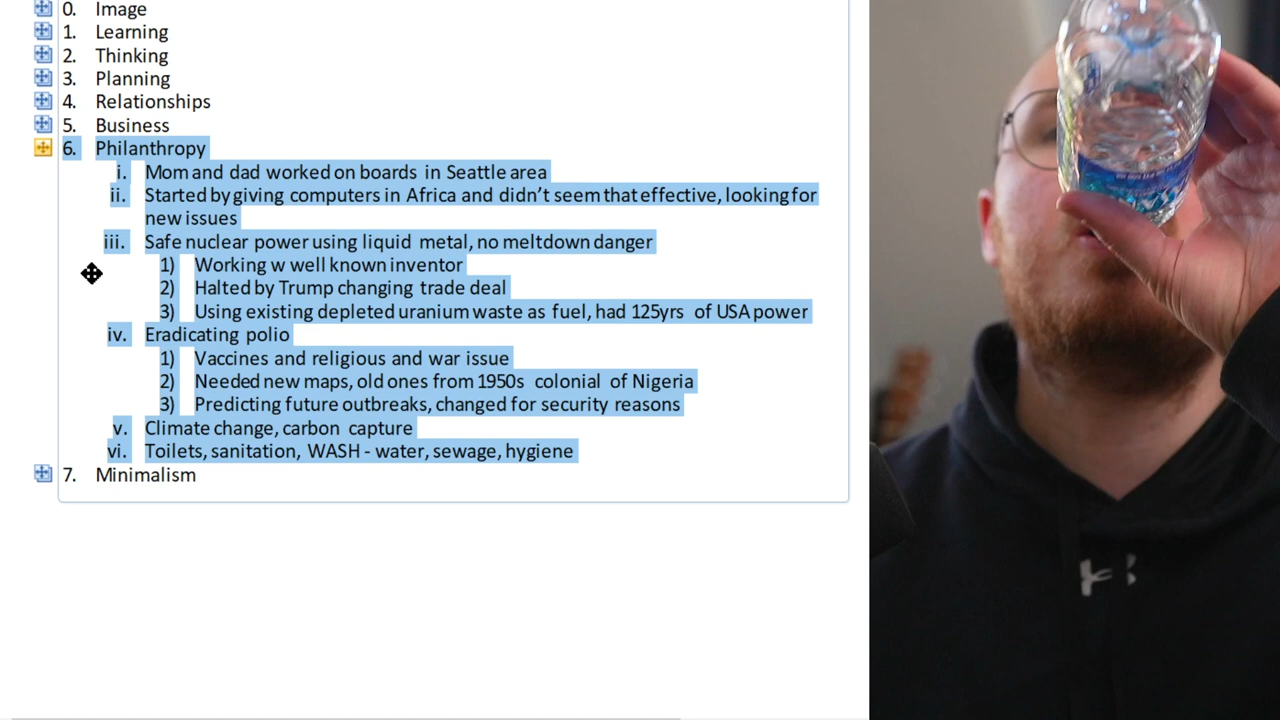 0. Image
1. Learning
2. Thinking
3. Planning
4. Relationships
5. Business
6. Philanthropy
i. Mom and dad worked on boards in Seattle area
ii. Started by giving computers in Africa and didn't seem that effective, looking for
new issues
iii. Safe nuclear power using liquid metal, no meltdown danger
1) Working w well known inventor
2) Halted by Trump changing trade deal
3) Using existing depleted uranium waste as fuel, had 125yrs of USA power
iv. Eradicating polio
1) Vaccines and religious and war issue
2) Needed new maps, old ones from 1950s colonial of Nigeria
3) Predicting future outbreaks, changed for security reasons
v. Climate change, carbon capture
vi. Toilets, sanitation, WASH - water, sewage, hygiene
7. Minimalism